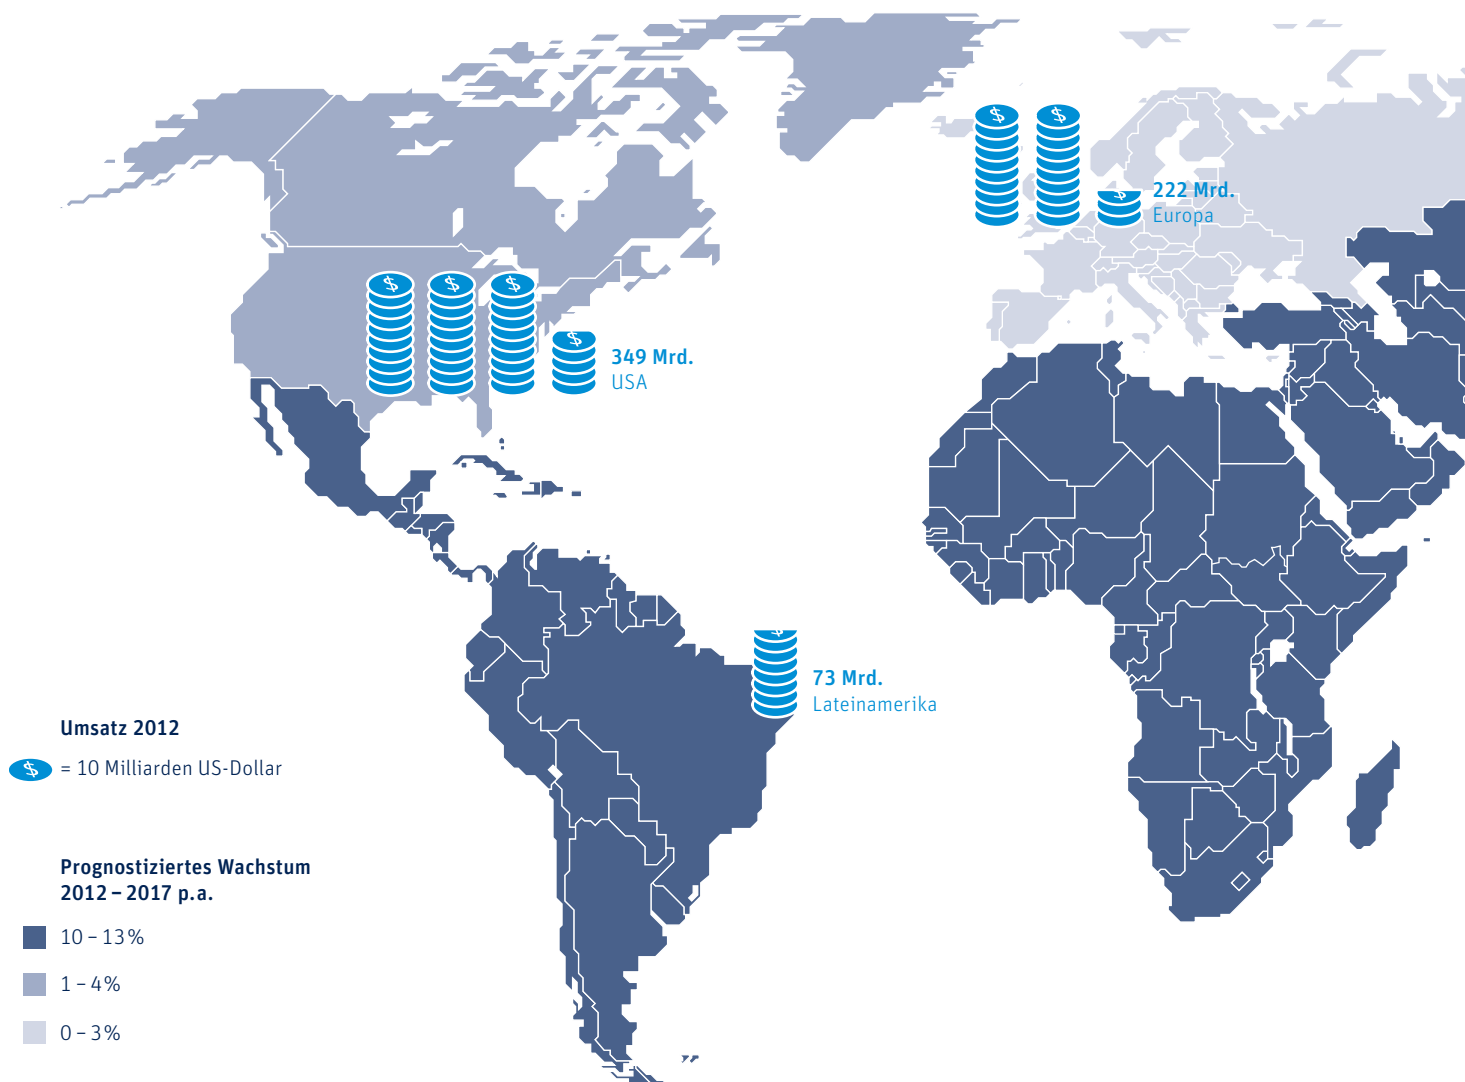 222 Mrd.
Europa
349 Mrd.
USA
73 Mrd.
Lateinamerika
Umsatz 2012
$ = 10 Milliarden US-Dollar
Prognostiziertes Wachstum
2012 – 2017 p.a.
10 – 13%
1 – 4%
0 – 3%